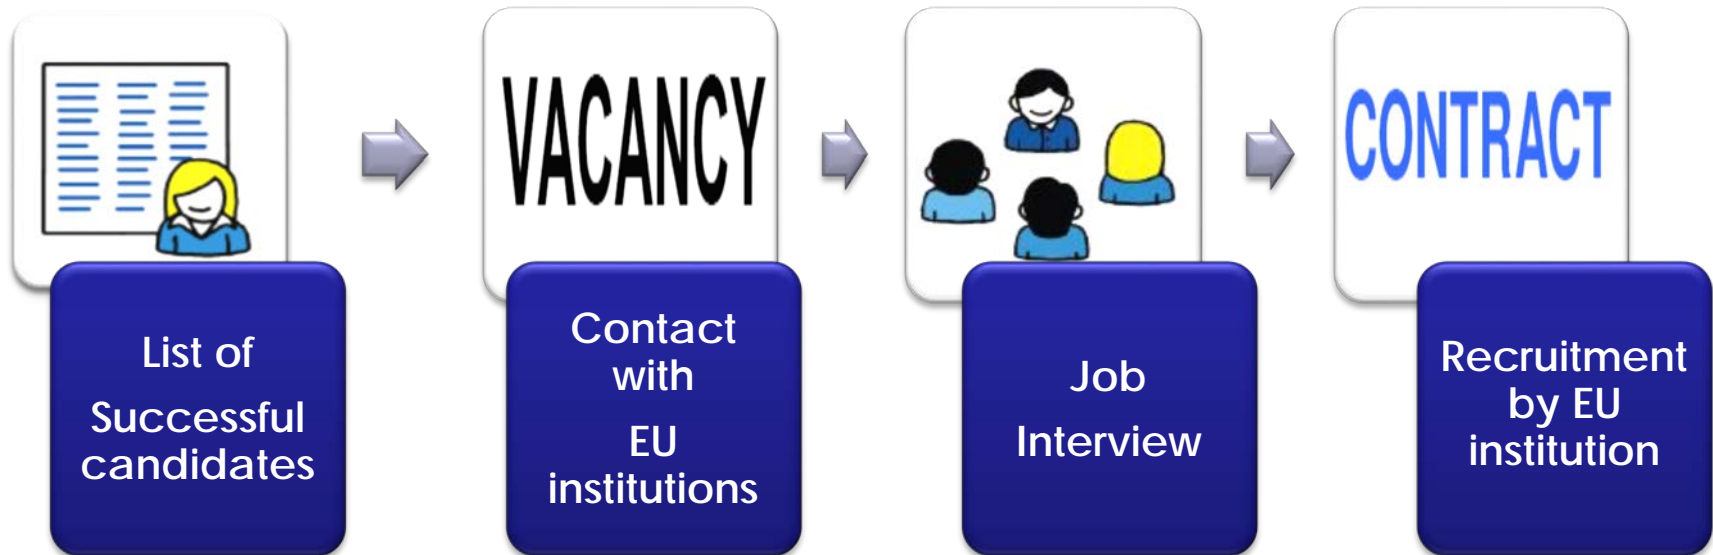 VACANCY
CONTRACT
List of
Successful
candidates
Contact
with
EU
institutions
Job
Interview
Recruitment
by EU
institution